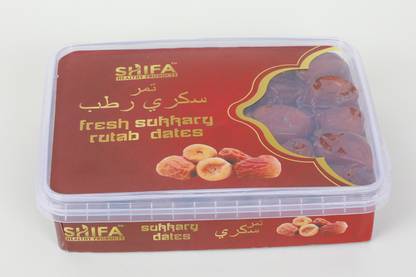 SHIFA
HEALTHY PRODUCTS
تمر
سكري رطب
fresh sukkary
rutab dates
SHIFA
HEALTHY PRODUCTS
sukkary
dates
تمر
سكري